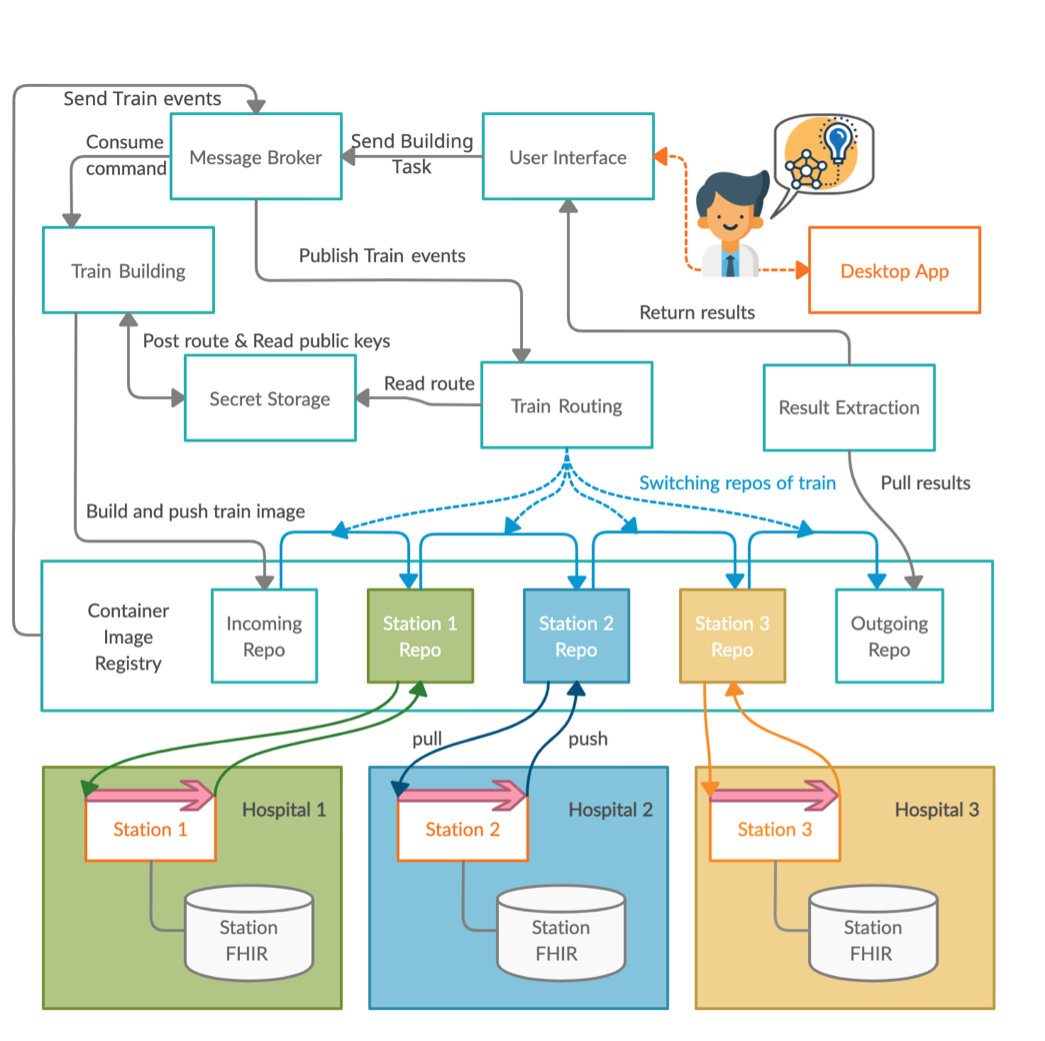 Send Train events
Consume
command
Message Broker
Send Building
Task
User Interface
Train Building
Publish Train events
Desktop App
Return results
Post route & Read public keys
Secret Storage
Read route
Train Routing
Result Extraction
Switching repos of train
Pull results
Build and push train image
Container
Image
Registry
Incoming
Repo
Station 1
Repo
Station 2
Repo
Station 3
Repo
Outgoing
Repo
pull
push
Hospital 1
Station 1
Station
FHIR
Hospital 2
Station 2
Station
FHIR
Hospital 3
Station 3
Station
FHIR